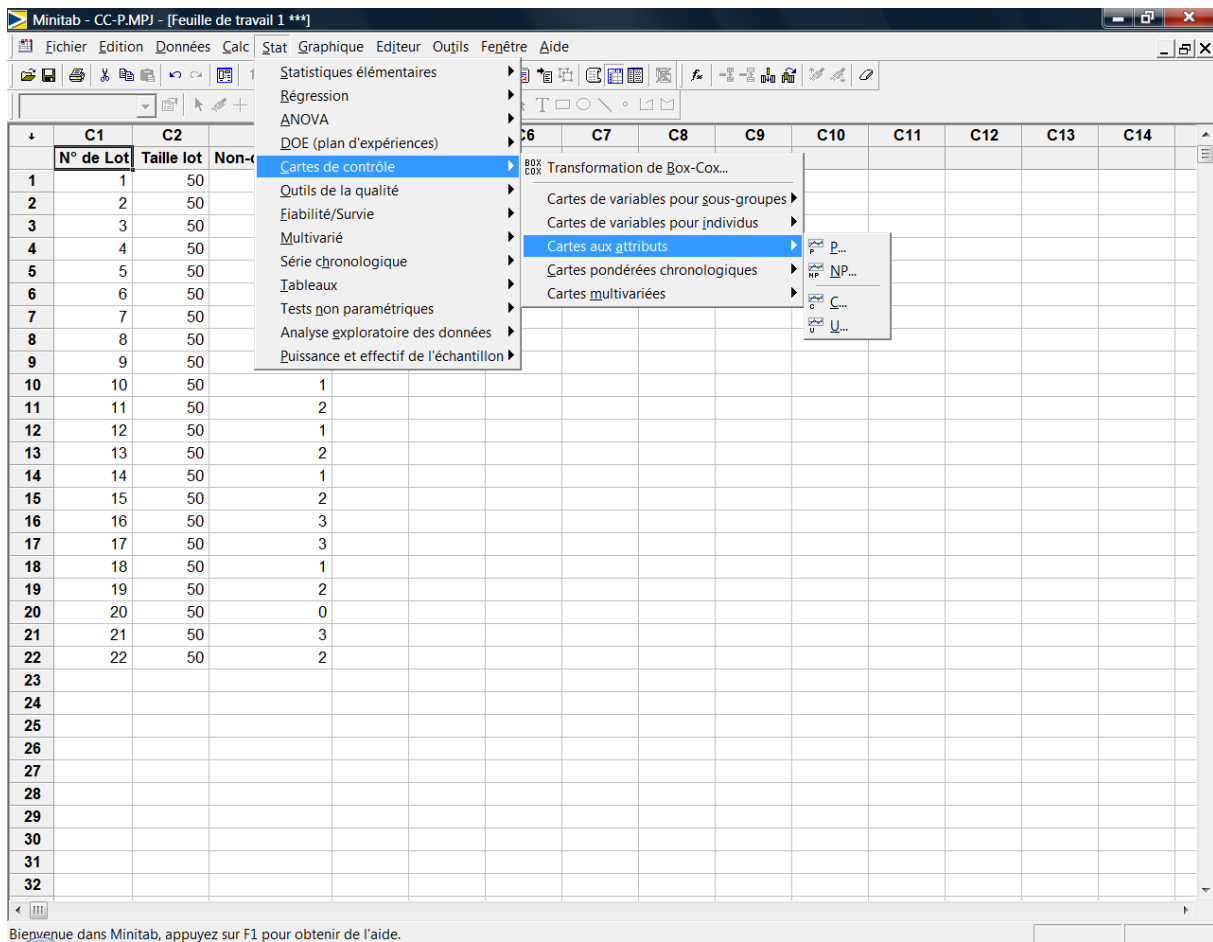 Minitab - CC-P.MPJ - [Feuille de travail 1 ***]
Fichier Edition Données Calc Stat Graphique Editeur Outils Fenêtre Aide
Statistiques élémentaires
Régression
ANOVA
DOE (plan d'expériences)
Cartes de contrôle
Outils de la qualité
Fiabilité/Survie
Multivarié
Série chronologique
Tableaux
Tests non paramétriques
Analyse exploratoire des données
Puissance et effectif de l'échantillon
BOX COX Transformation de Box-Cox...
Cartes de variables pour sous-groupes
Cartes de variables pour individus
Cartes aux attributs
Cartes pondérées chronologiques
Cartes multivariées
P...
NP...
C...
U...
C1 C2 C6 C7 C8 C9 C10 C11 C12 C13 C14
N° de Lot Taille lot
1 1 50
2 2 50
3 3 50
4 4 50
5 5 50
6 6 50
7 7 50
8 8 50
9 9 50
10 10 50 1
11 11 50 2
12 12 50 1
13 13 50 2
14 14 50 1
15 15 50 2
16 16 50 3
17 17 50 3
18 18 50 1
19 19 50 2
20 20 50 0
21 21 50 3
22 22 50 2
23
24
25
26
27
28
29
30
31
32
Bienvenue dans Minitab, appuyez sur F1 pour obtenir de l'aide.